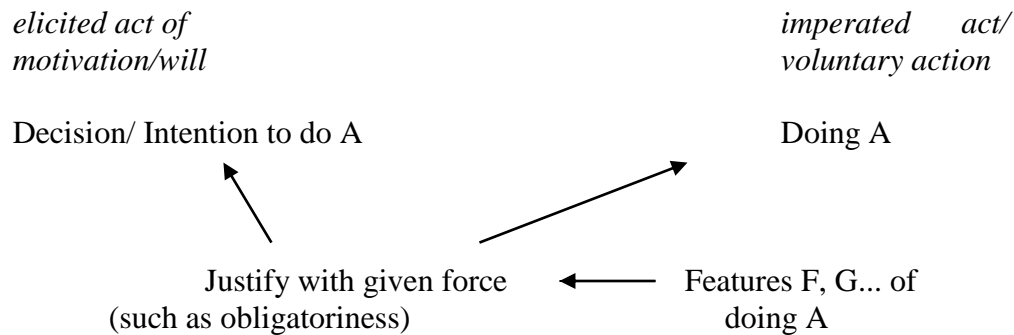 elicited act of
motivation/will
imperated act/
voluntary action
Decision/ Intention to do A
Doing A
Justify with given force
(such as obligatoriness)
Features F, G... of
doing A